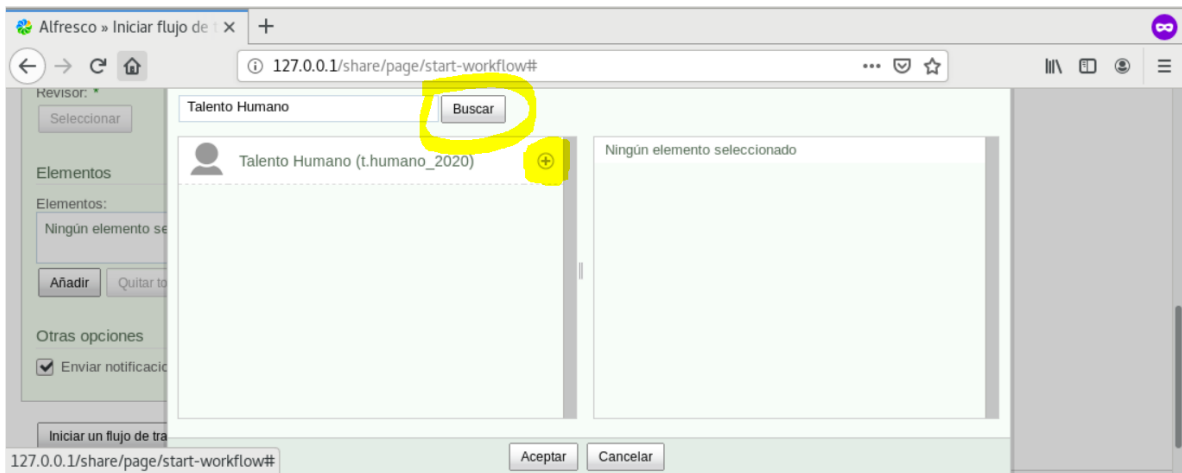 Alfresco » Iniciar flujo de
127.0.0.1/share/page/start-workflow#
Revisor: *
Seleccionar
Talento Humano
Buscar
Talento Humano (t.humano_2020)
Ningún elemento seleccionado
Elementos
Elementos:
Ningún elemento se
Añadir
Quitar to
Otras opciones
Enviar notificacio
Iniciar un flujo de tra
Aceptar
Cancelar
127.0.0.1/share/page/start-workflow#